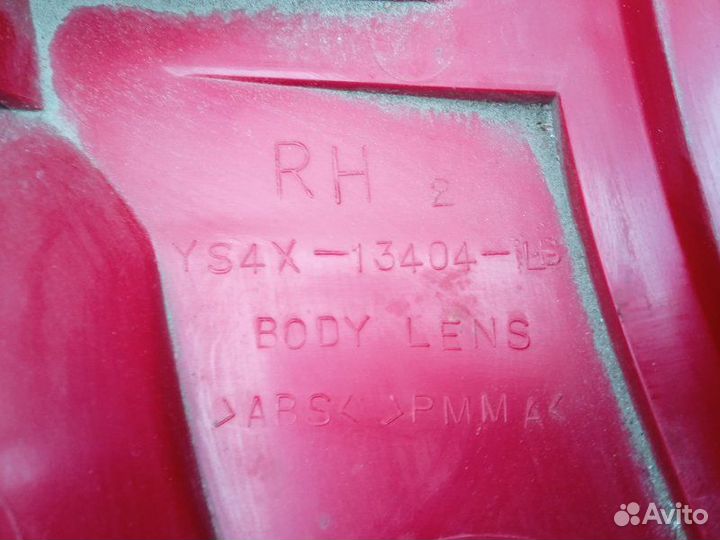 RH 2
YS4X-13404-
BODY LENS
>ABS< >PMMA<
Avito